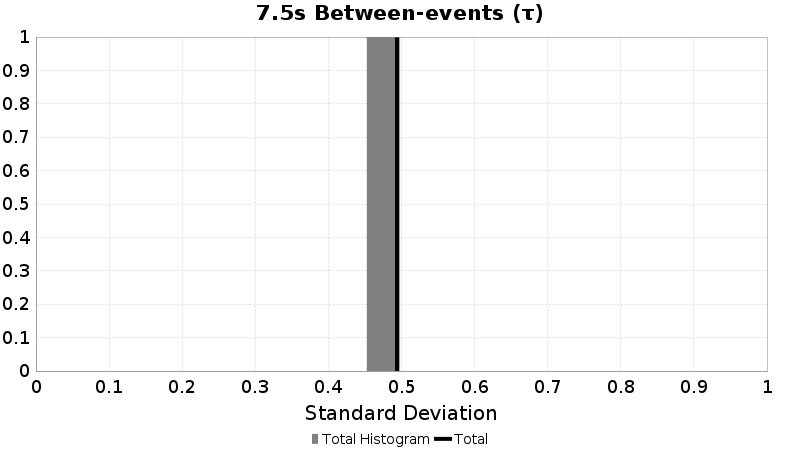 7.5s Between-events (τ)
1
0.9
0.8
0.7
0.6
0.5
0.4
0.3
0.2
0.1
0
0 0.1 0.2 0.3 0.4 0.5 0.6 0.7 0.8 0.9 1
Standard Deviation
Total Histogram Total